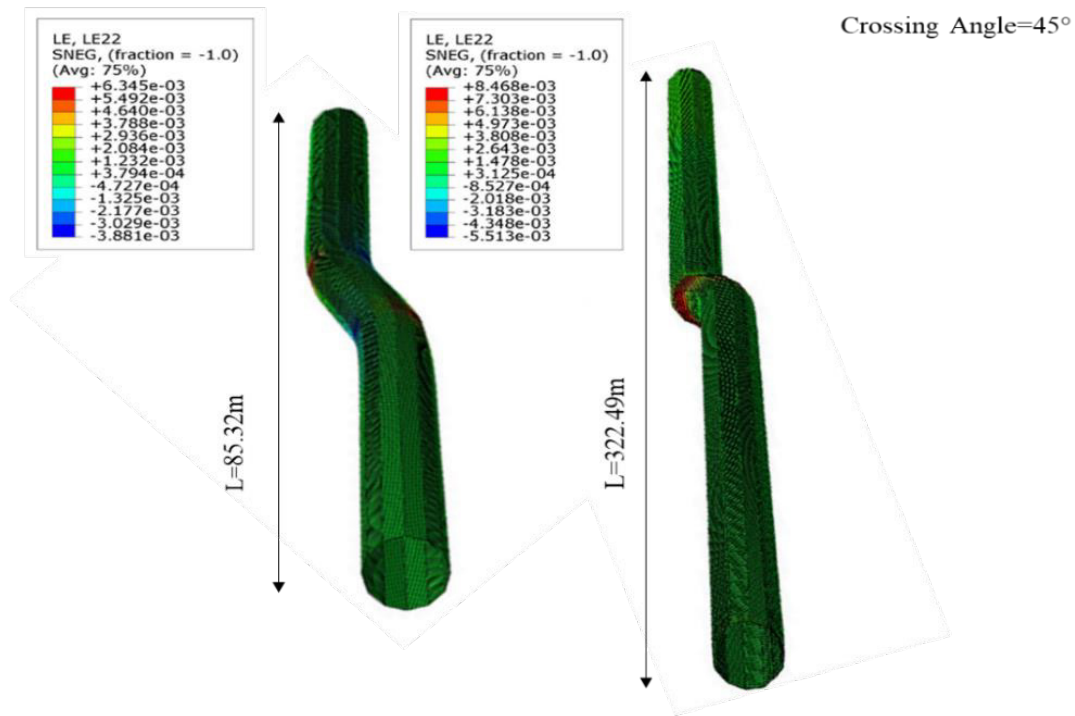 Crossing Angle=45°
LE, LE22
SNEG, (fraction = -1.0)
(Avg: 75%)
+6.345e-03
+5.492e-03
+4.640e-03
+3.788e-03
+2.936e-03
+2.084e-03
+1.232e-03
+3.794e-04
-4.727e-04
-1.325e-03
-2.177e-03
-3.029e-03
-3.881e-03
LE, LE22
SNEG, (fraction = -1.0)
(Avg: 75%)
+8.468e-03
+7.303e-03
+6.138e-03
+4.973e-03
+3.808e-03
+2.643e-03
+1.478e-03
+3.125e-04
-8.527e-04
-2.018e-03
-3.183e-03
-4.348e-03
-5.513e-03
L=85.32m
L=322.49m